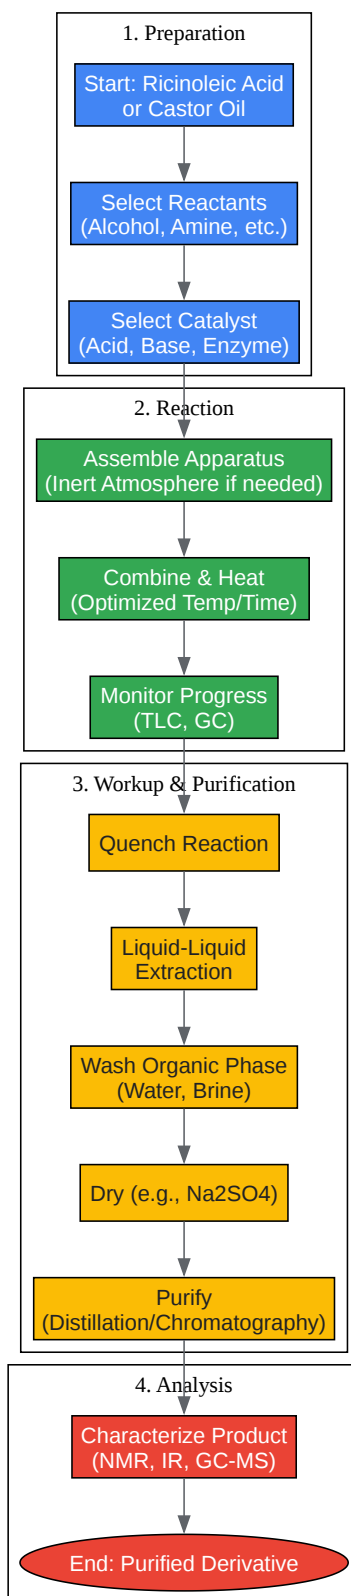 1. Preparation
Start: Ricinoleic Acid
or Castor Oil
Select Reactants
(Alcohol, Amine, etc.)
Select Catalyst
(Acid, Base, Enzyme)
2. Reaction
Assemble Apparatus
(Inert Atmosphere if needed)
Combine & Heat
(Optimized Temp/Time)
Monitor Progress
(TLC, GC)
3. Workup & Purification
Quench Reaction
Liquid-Liquid
Extraction
Wash Organic Phase
(Water, Brine)
Dry (e.g., Na2SO4)
Purify
(Distillation/Chromatography)
4. Analysis
Characterize Product
(NMR, IR, GC-MS)
End: Purified Derivative